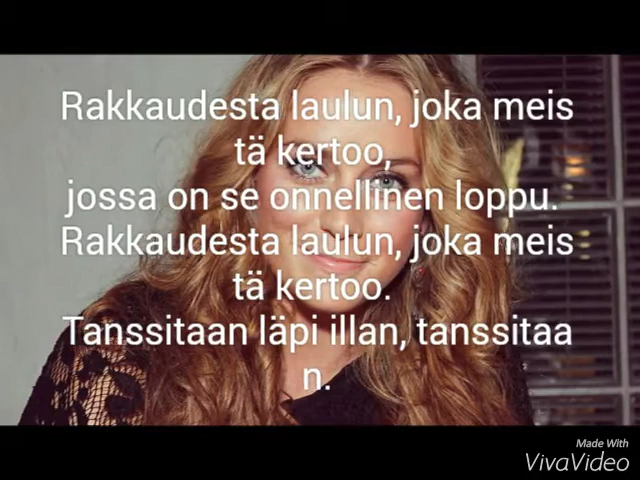 Rakkaudesta laulun, joka meis
tä kertoo,
jossa on se onnellinen loppu.
Rakkaudesta laulun, joka meis
tä kertoo.
Tanssitaan läpi illan, tanssitaa
n.
Made With
VivaVideo